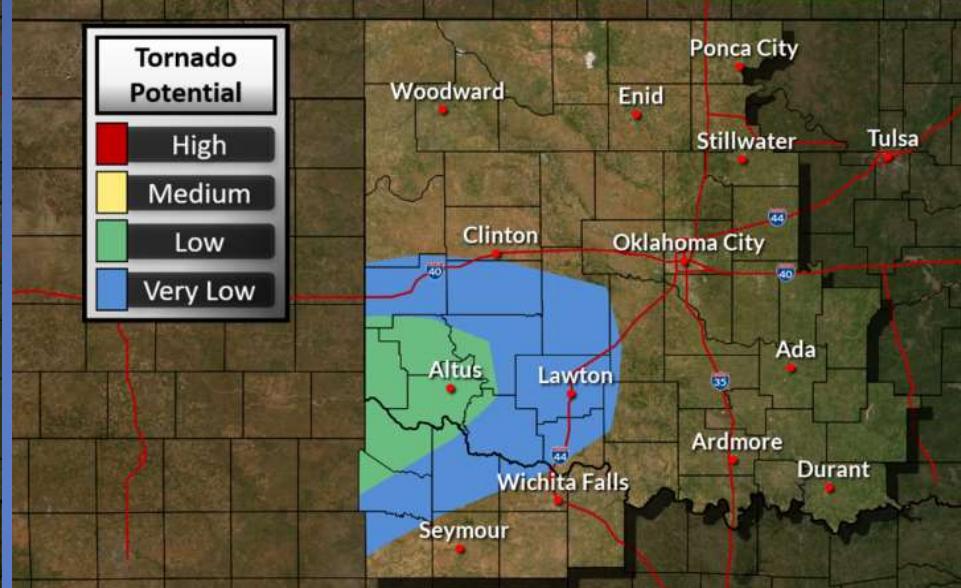 Tornado
Potential
High
Medium
Low
Very Low
Ponca City
Woodward
Enid
Stillwater
Tulsa
44
Clinton
Oklahoma City
40
40
Altus
Lawton
Ada
35
Ardmore
44
Wichita Falls
Durant
Seymour